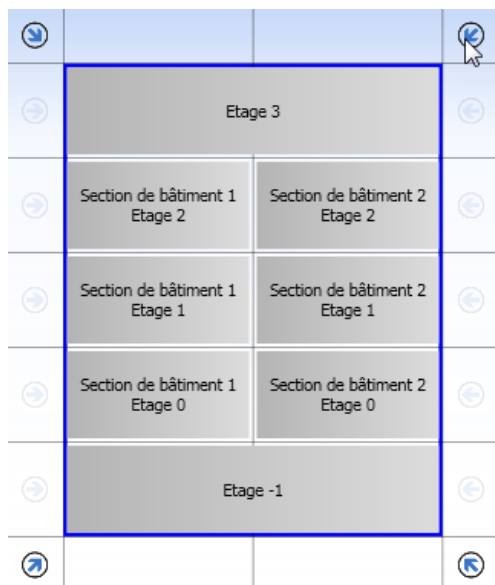 Etage 3
Section de bâtiment 1
Etage 2
Section de bâtiment 2
Etage 2
Section de bâtiment 1
Etage 1
Section de bâtiment 2
Etage 1
Section de bâtiment 1
Etage 0
Section de bâtiment 2
Etage 0
Etage -1